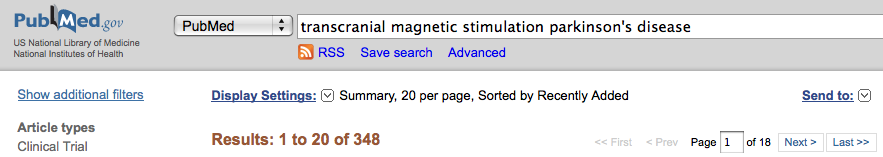 PubMed.gov
US National Library of Medicine
National Institutes of Health
PubMed
transcranial magnetic stimulation parkinson's disease
RSS Save search Advanced
Show additional filters
Article types
Clinical Trial
Display Settings: Summary, 20 per page, Sorted by Recently Added Send to:
Results: 1 to 20 of 348 << First < Prev Page 1 of 18 Next > Last >>